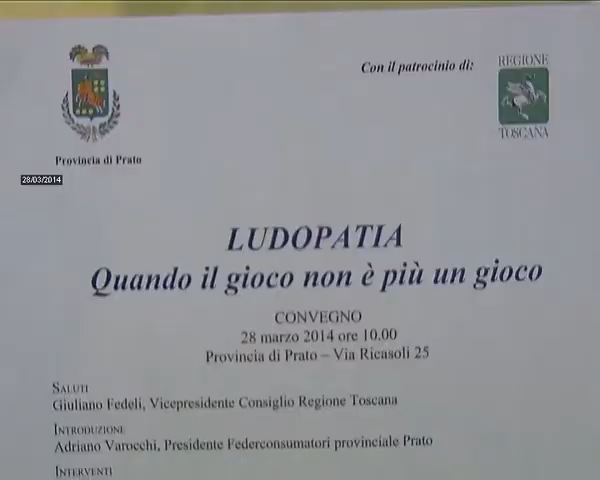 Con il patrocinio di:
REGIONE
TOSCANA
Provincia di Prato
28/03/2014
LUDOPATIA
Quando il gioco non è più un gioco
CONVEGNO
28 marzo 2014 ore 10.00
Provincia di Prato – Via Ricasoli 25
SALUTI
Giuliano Fedeli, Vicepresidente Consiglio Regione Toscana
INTRODUZIONE
Adriano Varocchi, Presidente Federconsumatori provinciale Prato
INTERVENTI